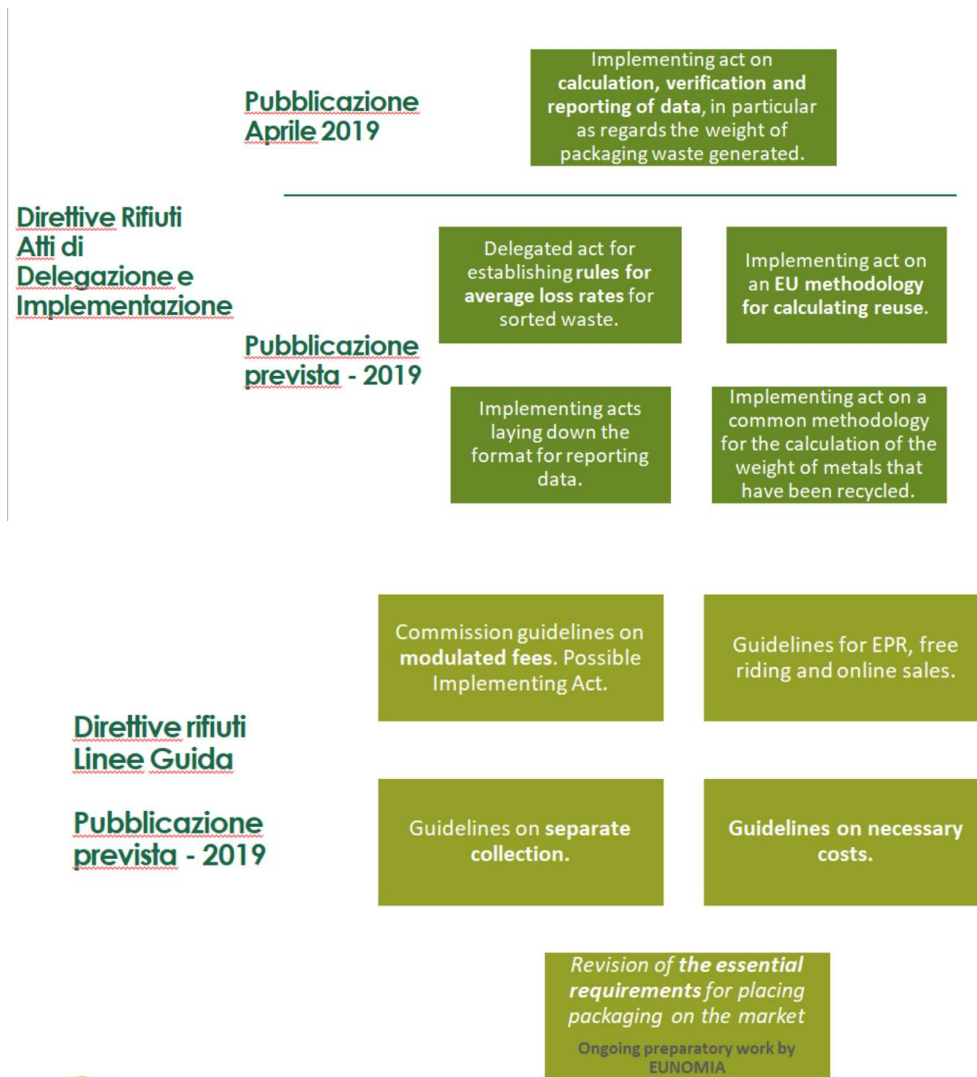 Pubblicazione
Aprile 2019
Implementing act on
calculation, verification and
reporting of data, in particular
as regards the weight of
packaging waste generated.
Direttive Rifiuti
Atti di
Delegazione e
Implementazione
Pubblicazione
prevista - 2019
Delegated act for
establishing rules for
average loss rates for
sorted waste.
Implementing act on
an EU methodology
for calculating reuse.
Implementing acts
laying down the
format for reporting
data.
Implementing act on a
common methodology
for the calculation of the
weight of metals that
have been recycled.
Direttive rifiuti
Linee Guida
Pubblicazione
prevista - 2019
Commission guidelines on
modulated fees. Possible
Implementing Act.
Guidelines for EPR, free
riding and online sales.
Guidelines on separate
collection.
Guidelines on necessary
costs.
Revision of the essential
requirements for placing
packaging on the market
Ongoing preparatory work by
EUNOMIA